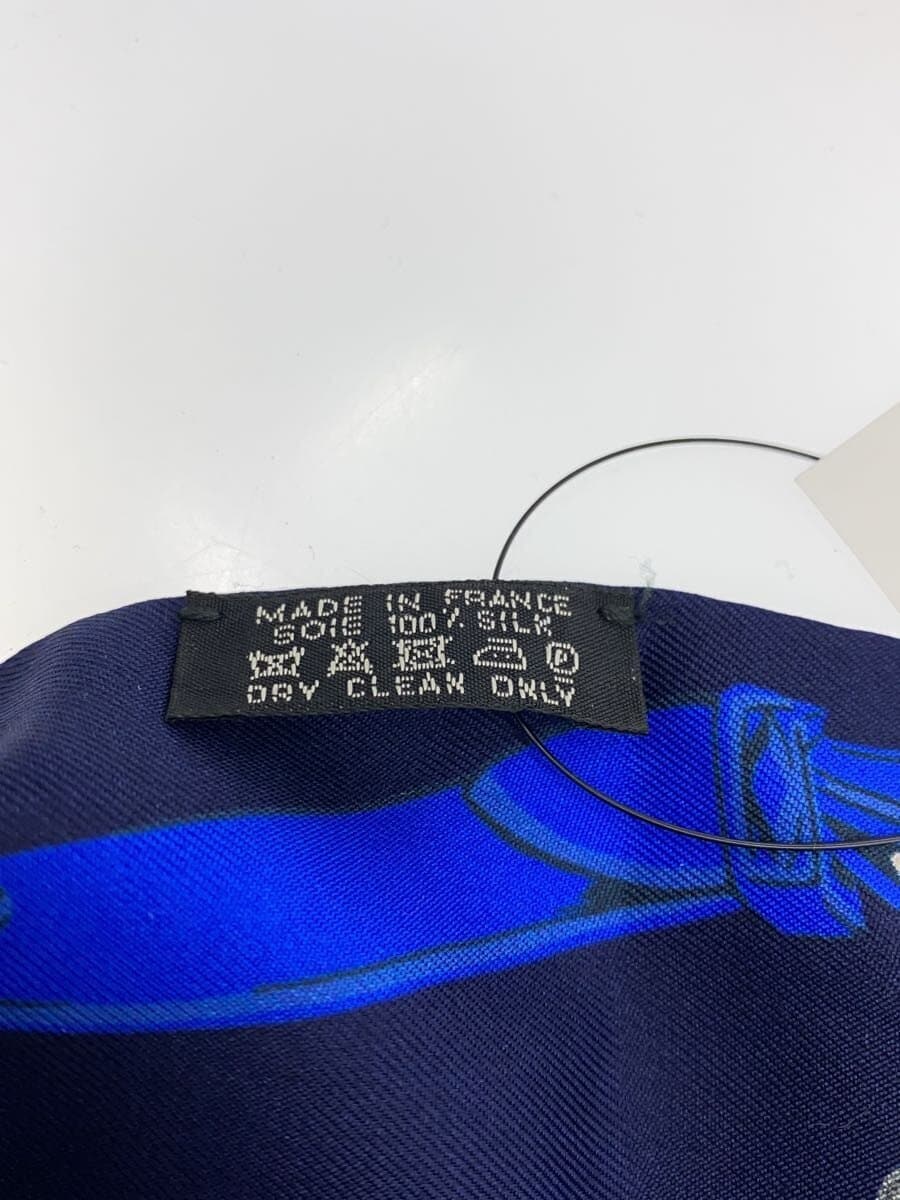 MADE IN FRANCE
SOIE 100% SILK
P
DRY CLEAN ONLY